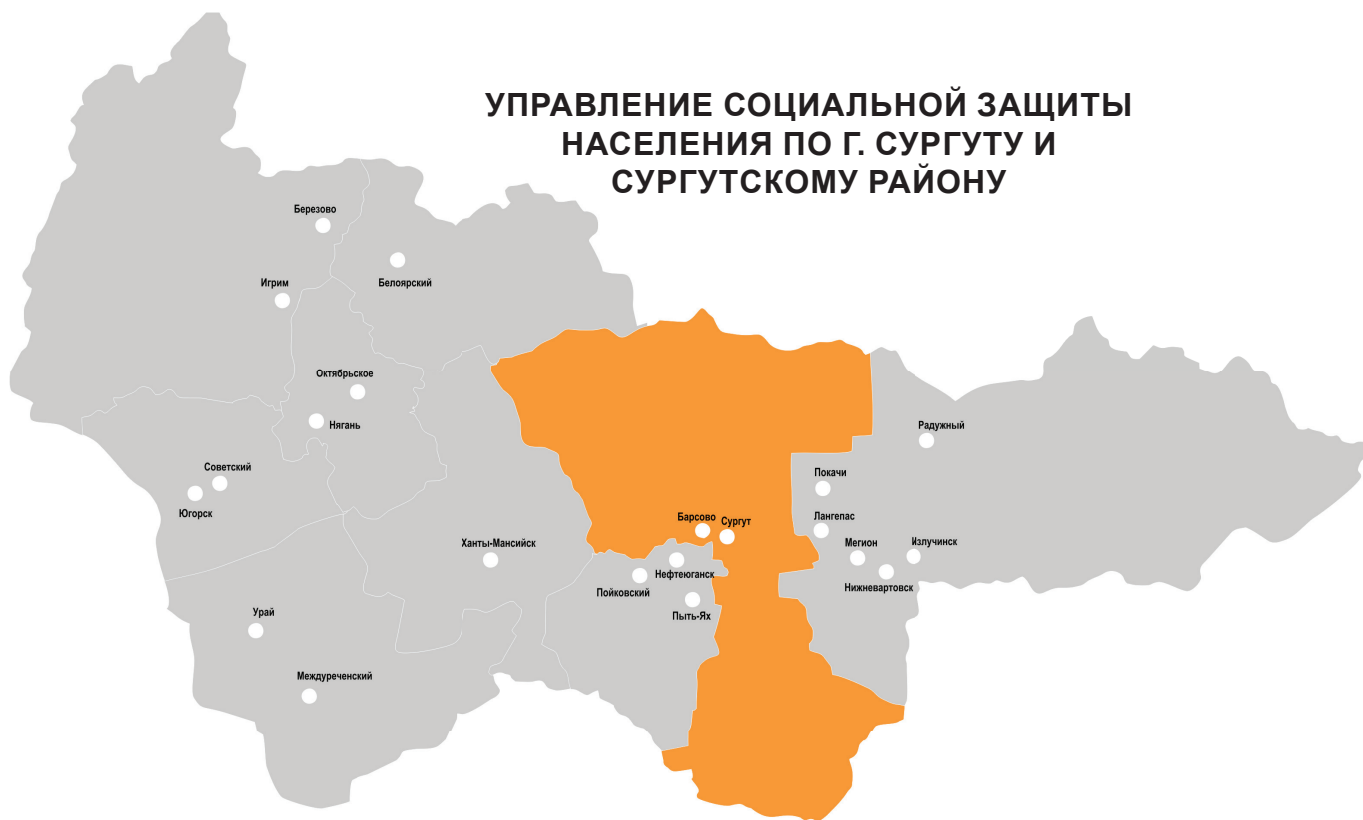 УПРАВЛЕНИЕ СОЦИАЛЬНОЙ ЗАЩИТЫ
НАСЕЛЕНИЯ ПО Г. СУРГУТУ И
СУРГУТСКОМУ РАЙОНУ
Березово
Белоярский
Игрим
Октябрьское
Нягань
Радужный
Советский
Покачи
Югорск
Барсово
Сургут
Лангепас
Ханты-Мансийск
Мегион
Излучинск
Нефтеюганск
Пойковский
Нижневартовск
Урай
Пыть-Ях
Междуреченский